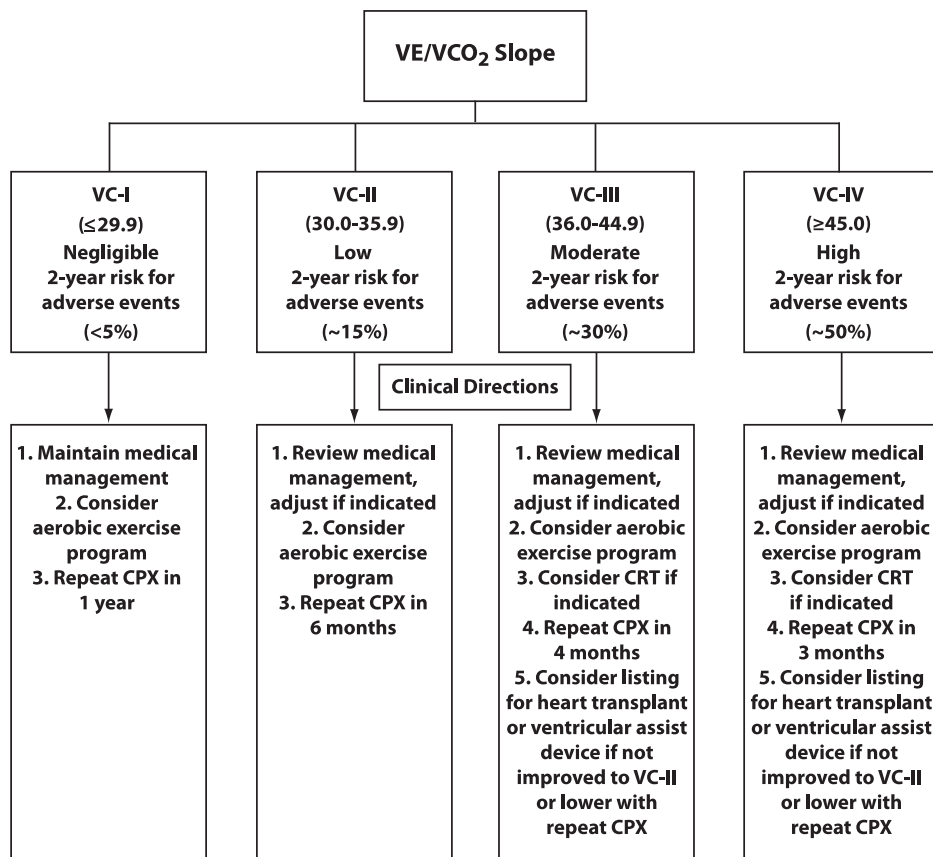 VE/VCO₂ Slope
VC-I
(≤29.9)
Negligible
2-year risk for
adverse events
(<5%)
VC-II
(30.0-35.9)
Low
2-year risk for
adverse events
(~15%)
VC-III
(36.0-44.9)
Moderate
2-year risk for
adverse events
(~30%)
VC-IV
(≥45.0)
High
2-year risk for
adverse events
(~50%)
Clinical Directions
1. Maintain medical
management
2. Consider
aerobic exercise
program
3. Repeat CPX in
1 year
1. Review medical
management,
adjust if indicated
2. Consider
aerobic exercise
program
3. Repeat CPX in
6 months
1. Review medical
management,
adjust if indicated
2. Consider aerobic
exercise program
3. Consider CRT if
indicated
4. Repeat CPX in
4 months
5. Consider listing
for heart transplant
or ventricular assist
device if not
improved to VC-II
or lower with
repeat CPX
1. Review medical
management,
adjust if indicated
2. Consider aerobic
exercise program
3. Consider CRT
if indicated
4. Repeat CPX in
3 months
5. Consider listing
for heart transplant
or ventricular assist
device if not
improved to VC-II
or lower with
repeat CPX